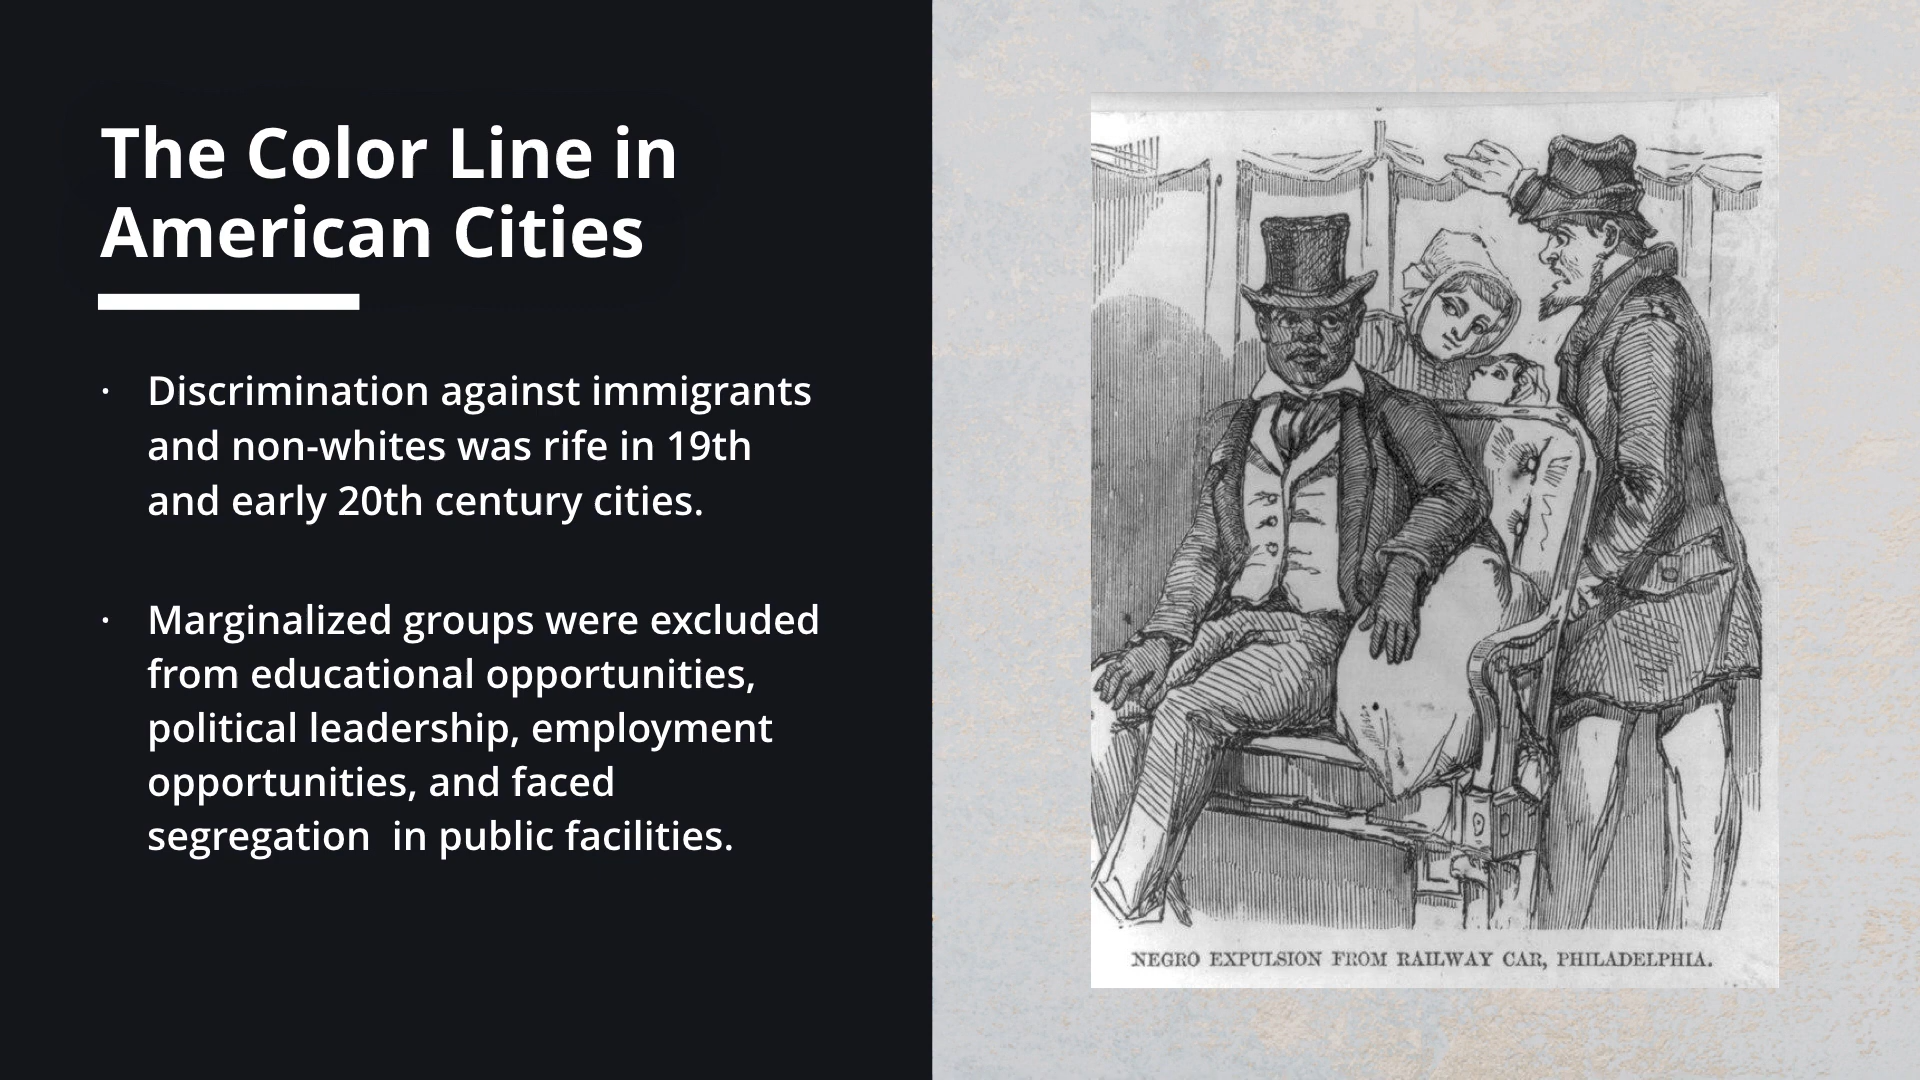 The Color Line in
American Cities
· Discrimination against immigrants
and non-whites was rife in 19th
and early 20th century cities.
· Marginalized groups were excluded
from educational opportunities,
political leadership, employment
opportunities, and faced
segregation  in public facilities.
NEGRO EXPULSION FROM RAILWAY CAR, PHILADELPHIA.